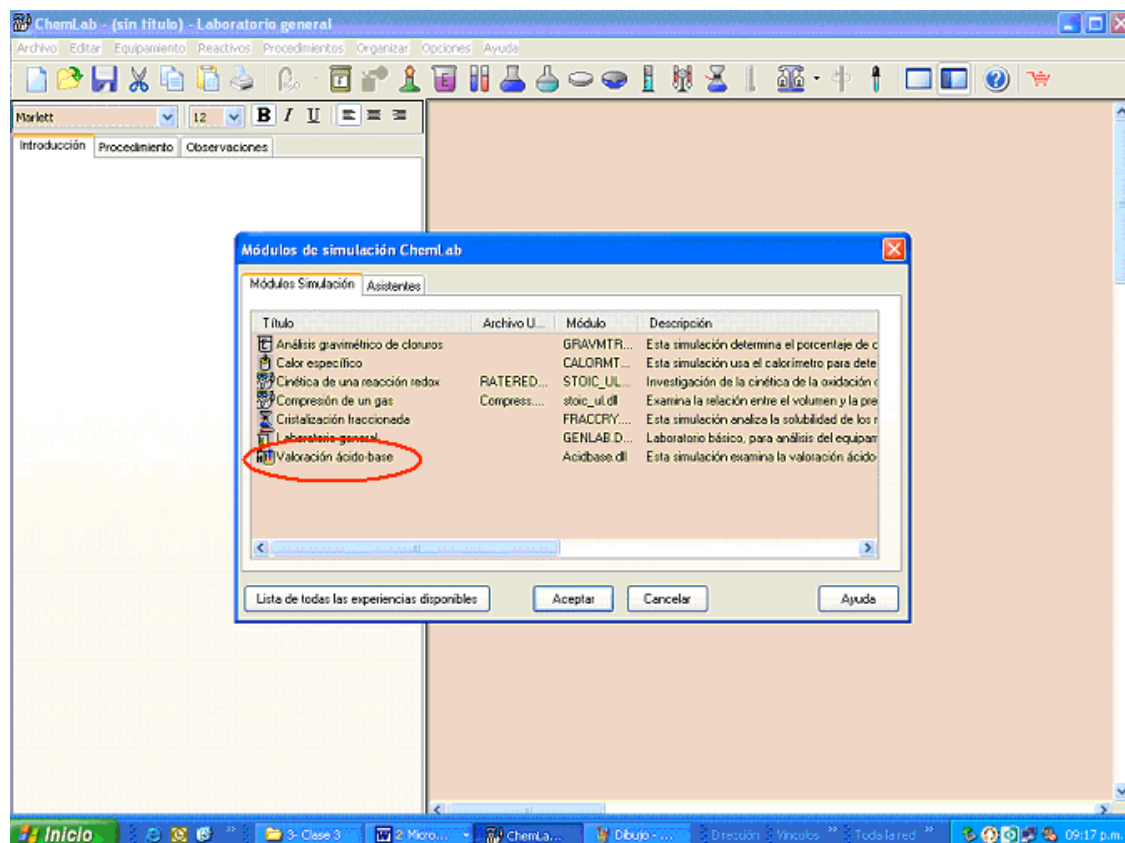 ChemLab - (sin título) - Laboratorio general
Archivo Editar Equipamiento Reactivos Procedimientos Organizar Opciones Ayuda
Marlett 12 B I U
Introducción Procedimiento Observaciones
Módulos de simulación ChemLab
Módulos Simulación Asistentes
Título Archivo U... Módulo Descripción
Análisis gravimétrico de cloruros GRAVMTR... Esta simulación determina el porcentaje de c
Calor específico CALORMT... Esta simulación usa el calorímetro para dete
Cinética de una reacción redox RATERED... STOIC_UL... Investigación de la cinética de la oxidación
Compresión de un gas Compress.... stoic_ul.dll Examina la relación entre el volumen y la pre
Cristalización fraccionada FRACCRY... Esta simulación analiza la solubilidad de los r
Laboratorio general GENLAB.D... Laboratorio básico, para análisis del equipam
Valoración ácido-base Acidbase.dll Esta simulación examina la valoración ácido
Lista de todas las experiencias disponibles Aceptar Cancelar Ayuda
Inicio » 3- Clase 3 2 Micro... ChemLa... Dibujo - ... Dirección Vínculos » Toda la red » 09:17 p.m.